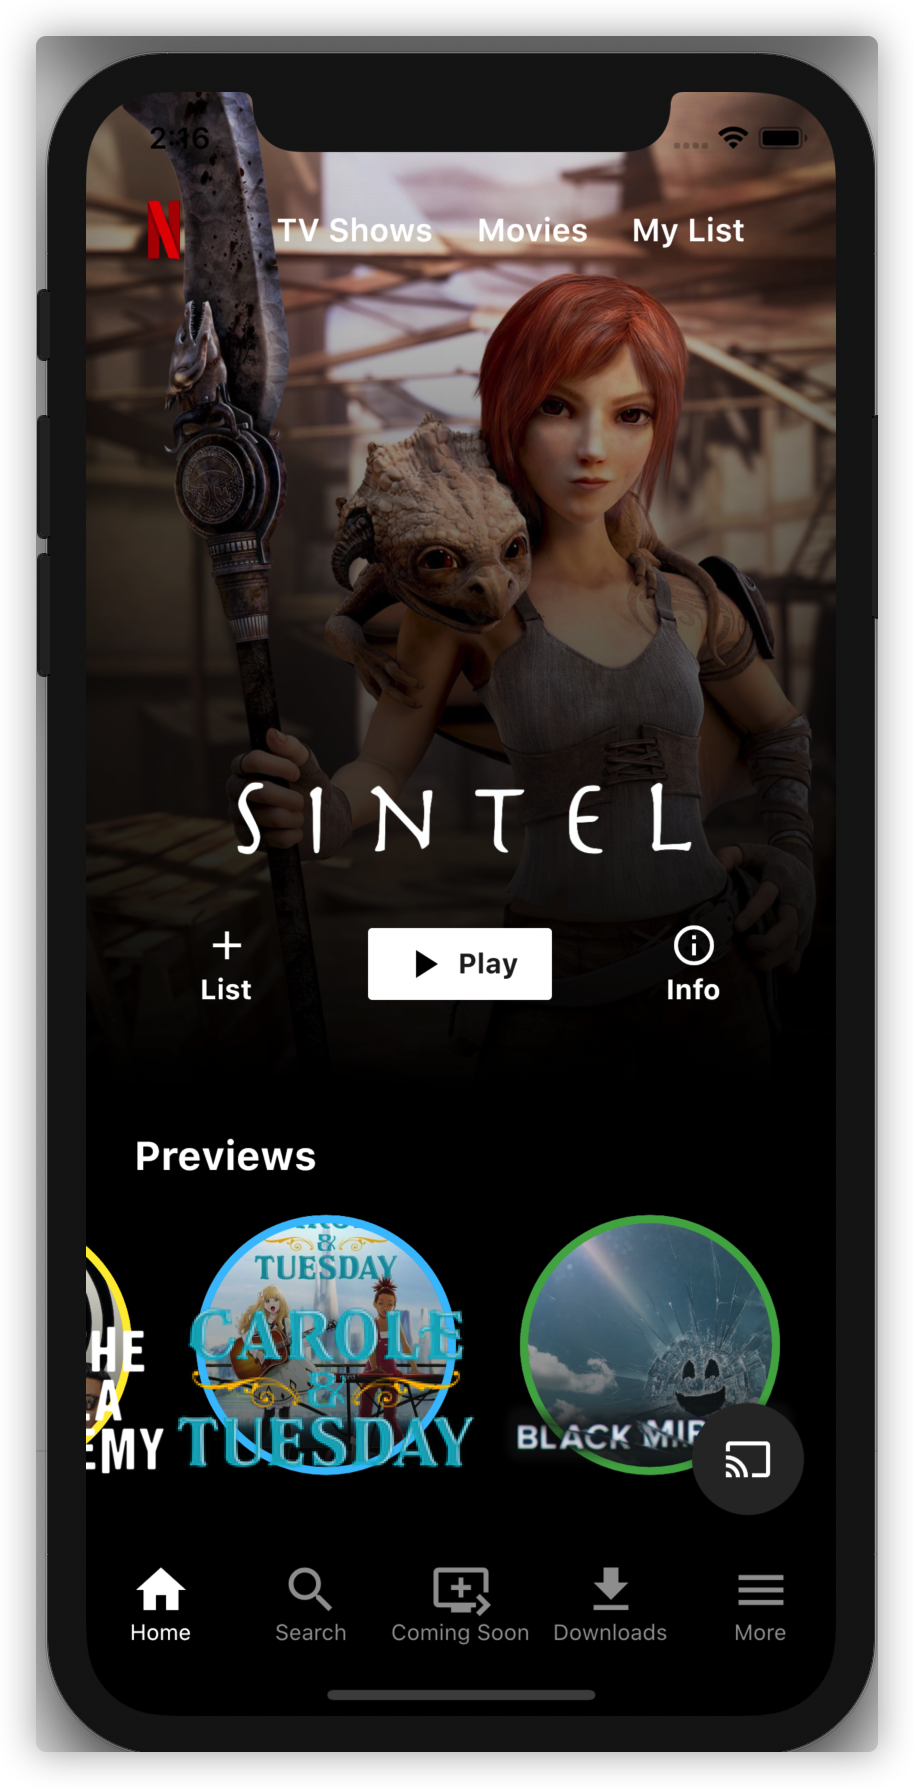 2:16
N TV Shows Movies My List
SINTEL
List Play Info
Previews
&
TUESDAY
HE
CAROLE
&
TUESDAY
EMY
BLACK
Home Search Coming Soon Downloads More